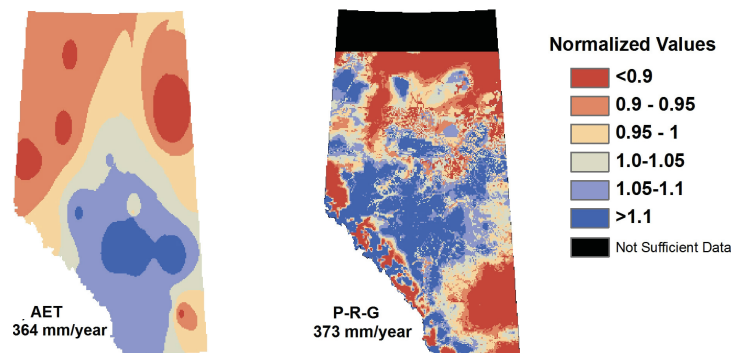 Normalized Values
<0.9
0.9 - 0.95
0.95 - 1
1.0-1.05
1.05-1.1
>1.1
Not Sufficient Data
AET
364 mm/year
P-R-G
373 mm/year